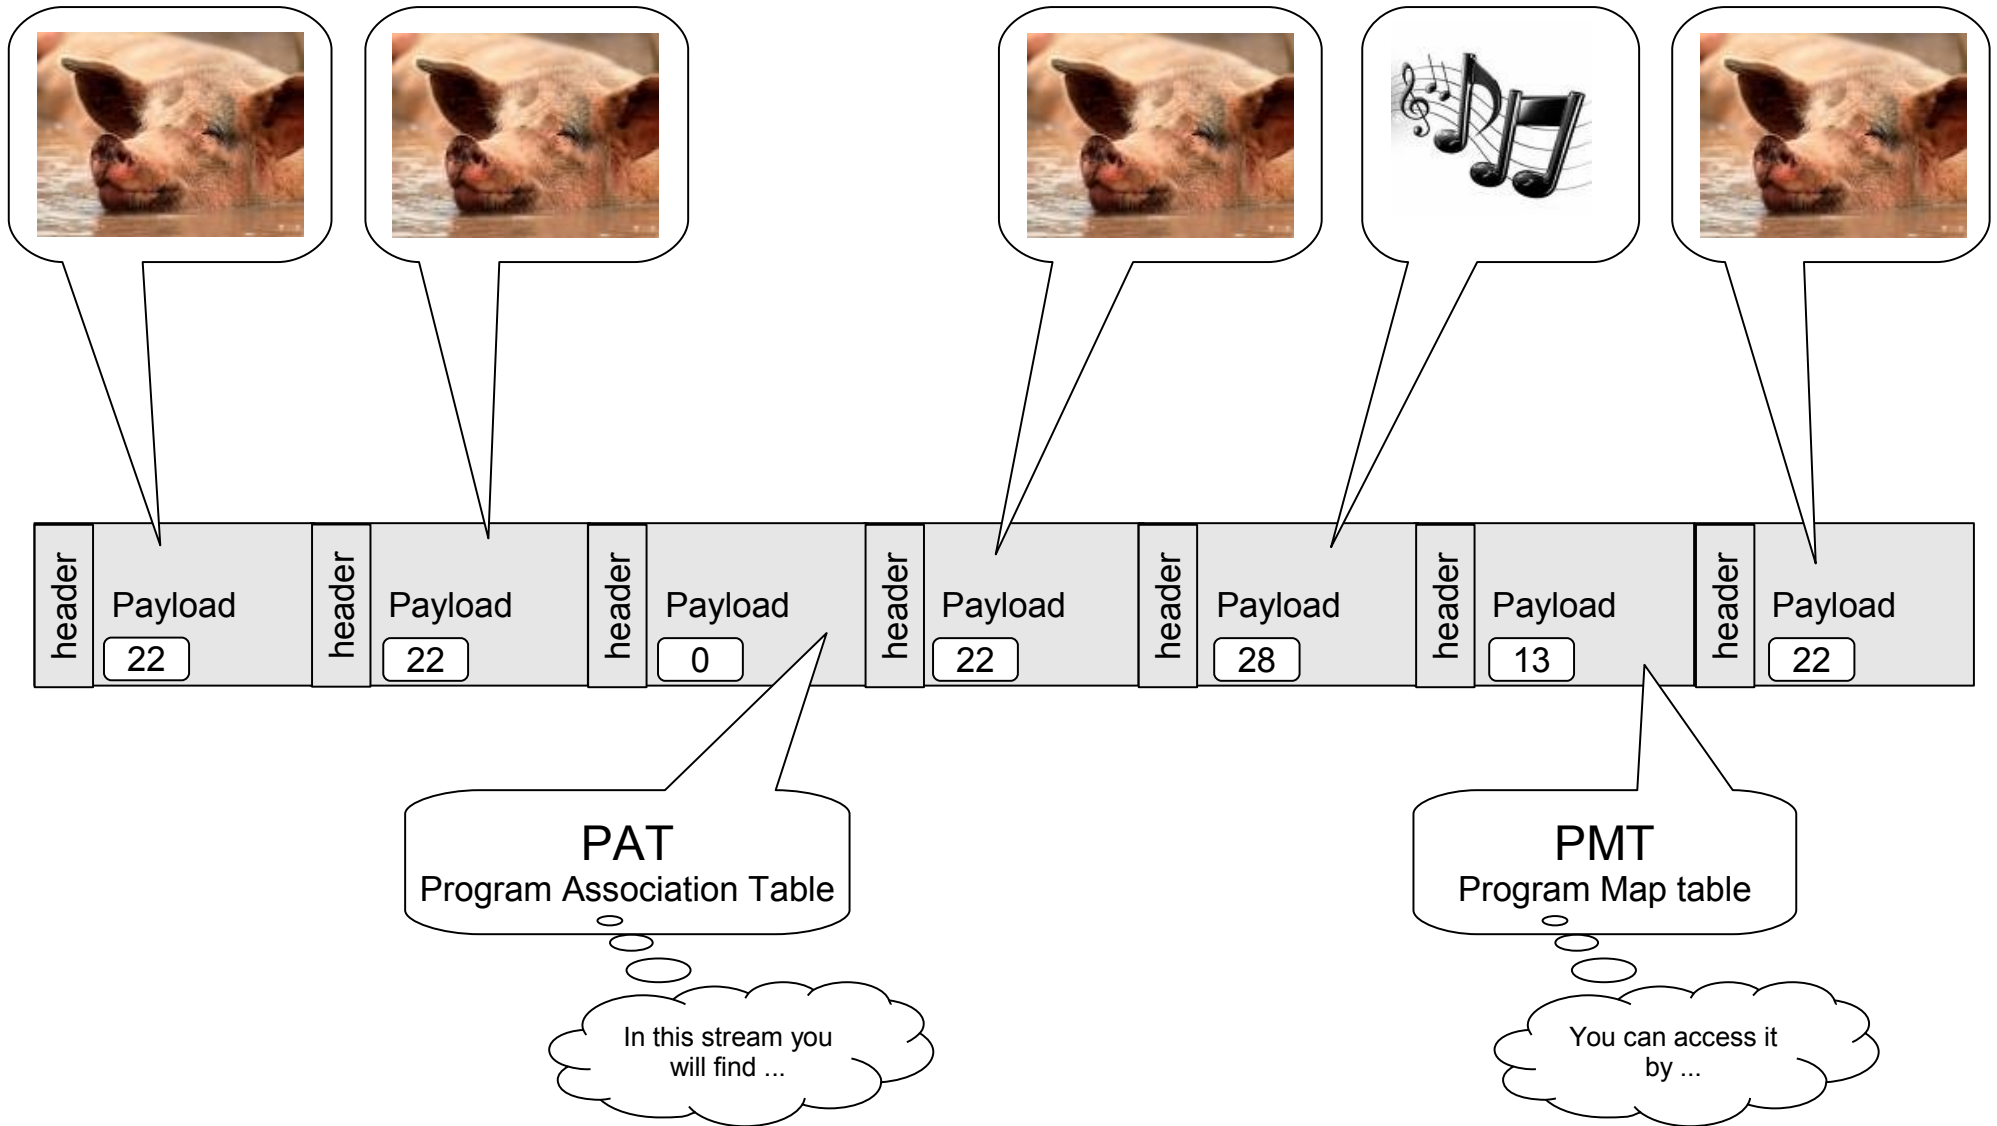 header
Payload
22
header
Payload
22
header
Payload
0
header
Payload
22
header
Payload
28
header
Payload
13
header
Payload
22
PAT
Program Association Table
In this stream you
will find ...
PMT
Program Map table
You can access it
by ...